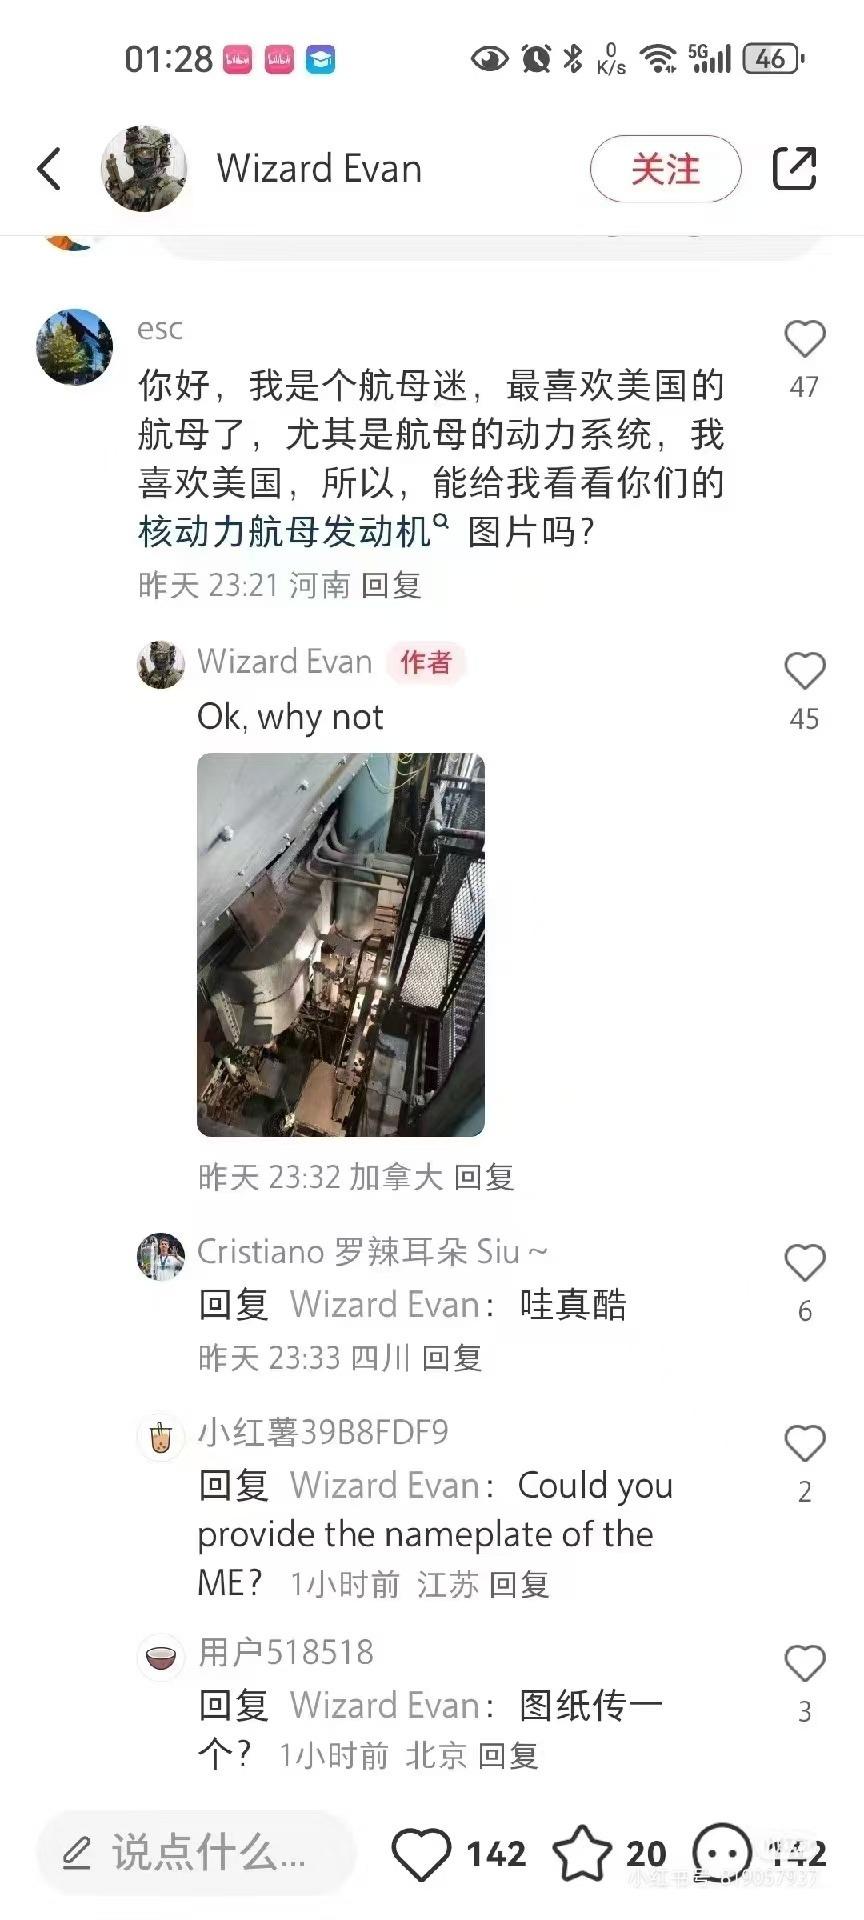 01:28
0
K/s
5G
46
Wizard Evan
关注
esc
你好，我是个航母迷，最喜欢美国的
航母了，尤其是航母的动力系统，我
喜欢美国，所以，能给我看看你们的
核动力航母发动机 图片吗？
47
昨天 23:21 河南 回复
Wizard Evan 作者
Ok, why not
45
昨天 23:32 加拿大 回复
Cristiano 罗辣耳朵 Siu ~
回复 Wizard Evan：哇真酷
6
昨天 23:33 四川 回复
小红薯39B8FDF9
回复 Wizard Evan：Could you
provide the nameplate of the
ME? 1小时前 江苏 回复
2
用户518518
回复 Wizard Evan：图纸传一
个？ 1小时前 北京 回复
3
说点什么...
142
20
142
小红书号